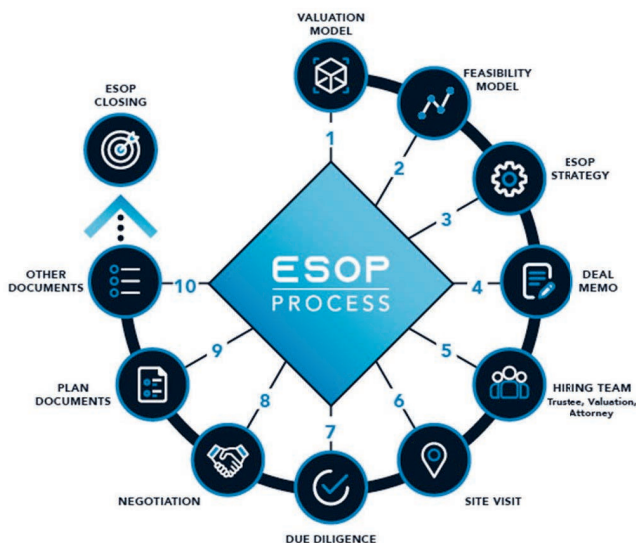 VALUATION
MODEL
1
FEASIBILITY
MODEL
2
ESOP
STRATEGY
3
DEAL
MEMO
4
HIRING TEAM
Trustee, Valuation,
Attorney
5
SITE VISIT
6
DUE DILIGENCE
7
NEGOTIATION
8
PLAN
DOCUMENTS
9
OTHER
DOCUMENTS
10
ESOP
CLOSING
ESOP
PROCESS